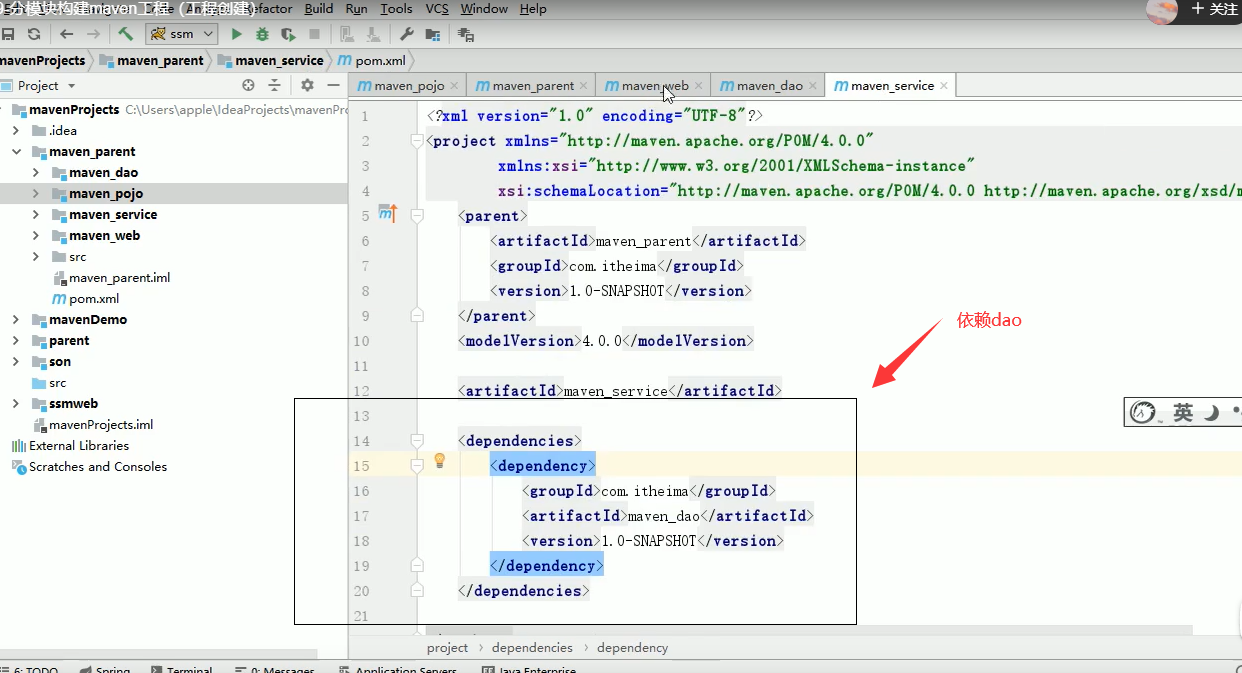 分模块构建maven工程（工程创建）
Refactor Build Run Tools VCS Window Help
+ 关注
ssm
mavenProjects maven_parent maven_service pom.xml
Project
maven_pojo maven_parent maven_web maven_dao maven_service
mavenProjects C:\Users\apple\IdeaProjects\mavenPr
.idea
maven_parent
maven_dao
maven_pojo
maven_service
maven_web
src
maven_parent.iml
pom.xml
mavenDemo
parent
son
src
ssmweb
mavenProjects.iml
External Libraries
Scratches and Consoles
1 <?xml version="1.0" encoding="UTF-8"?>
2 <project xmlns="http://maven.apache.org/POM/4.0.0"
3 xmlns:xsi="http://www.w3.org/2001/XMLSchema-instance"
4 xsi:schemaLocation="http://maven.apache.org/POM/4.0.0 http://maven.apache.org/xsd/m
5 <parent>
6 <artifactId>maven_parent</artifactId>
7 <groupId>com.itheima</groupId>
8 <version>1.0-SNAPSHOT</version>
9 </parent>
10 <modelVersion>4.0.0</modelVersion>
11
12 <artifactId>maven_service</artifactId>
13
14 <dependencies>
15 <dependency>
16 <groupId>com.itheima</groupId>
17 <artifactId>maven_dao</artifactId>
18 <version>1.0-SNAPSHOT</version>
19 </dependency>
20 </dependencies>
21
依赖dao
英
project › dependencies › dependency
6: TODO Spring Terminal 0: Messages Application Servers Java Enterprise